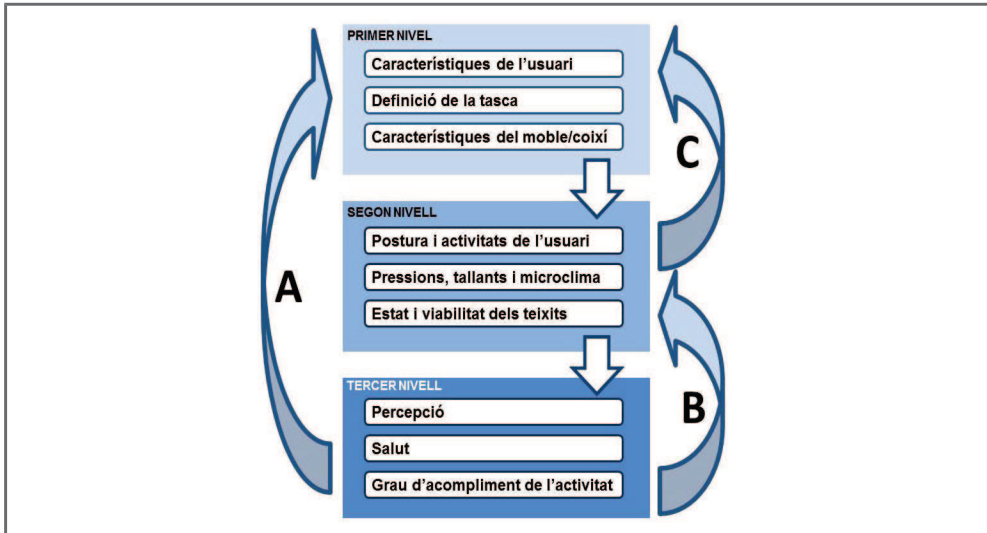 PRIMER NIVEL
Característiques de l'usuari
Definició de la tasca
Característiques del moble/coixí
C
SEGON NIVELL
Postura i activitats de l'usuari
Pressions, tallants i microclima
Estat i viabilitat dels teixits
A
TERCER NIVELL
Percepció
B
Salut
Grau d'acompliment de l'activitat